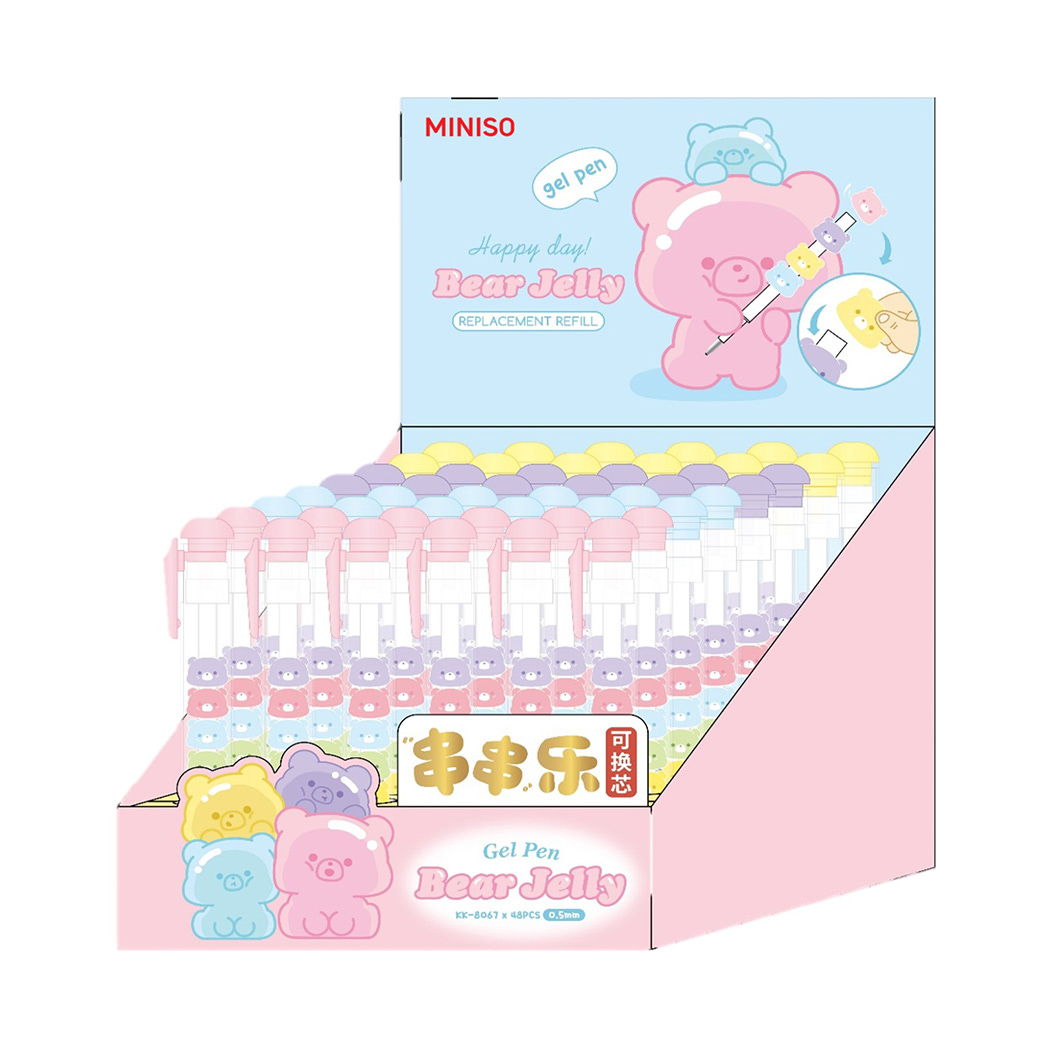 MINISO
gel pen
Happy day!
Bear Jelly
REPLACEMENT REFILL
"串串"乐
可换芯
Gel Pen
Bear Jelly
KK-8067 x 48PCS 0.5mm